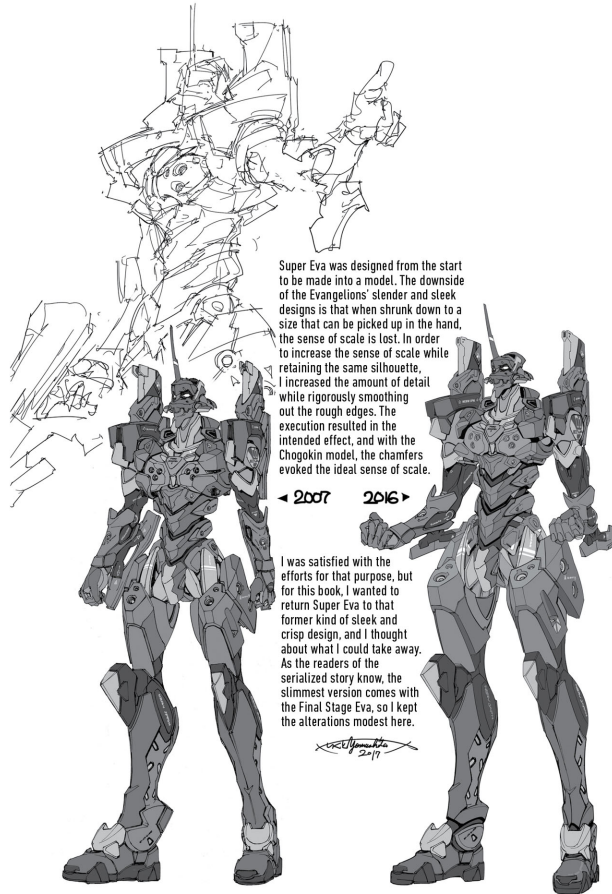 Super Eva was designed from the start
to be made into a model. The downside
of the Evangelions' slender and sleek
designs is that when shrunk down to a
size that can be picked up in the hand,
the sense of scale is lost. In order
to increase the sense of scale while
retaining the same silhouette,
I increased the amount of detail
while rigorously smoothing
out the rough edges. The
execution resulted in the
intended effect, and with the
Chogokin model, the chamfers
evoked the ideal sense of scale.
◄ 2007 2016 ►
I was satisfied with the
efforts for that purpose, but
for this book, I wanted to
return Super Eva to that
former kind of sleek and
crisp design, and I thought
about what I could take away.
As the readers of the
serialized story know, the
slimmest version comes with
the Final Stage Eva, so I kept
the alterations modest here.
Yamashita
2017